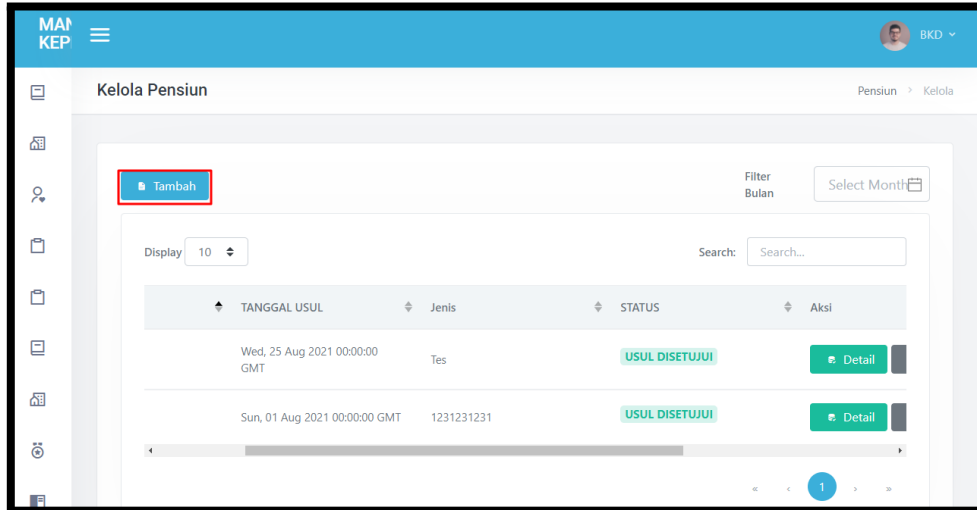 MAN
KEP
BKD
Kelola Pensiun
Pensiun > Kelola
Tambah
Filter
Bulan
Select Month
Display 10
Search: Search...
TANGGAL USUL Jenis STATUS Aksi
Wed, 25 Aug 2021 00:00:00
GMT
Tes
USUL DISETUJUI
Detail
Sun, 01 Aug 2021 00:00:00 GMT 1231231231 USUL DISETUJUI Detail
« ‹ 1 › »